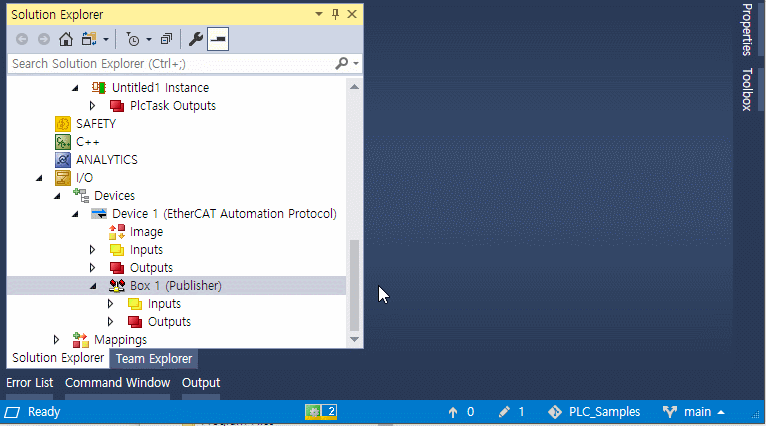 Solution Explorer
Properties
Toolbox
Search Solution Explorer (Ctrl+;)
Untitled1 Instance
PlcTask Outputs
SAFETY
C++
ANALYTICS
I/O
Devices
Device 1 (EtherCAT Automation Protocol)
Image
Inputs
Outputs
Box 1 (Publisher)
Inputs
Outputs
Mappings
Solution Explorer Team Explorer
Error List Command Window Output
Ready 2 0 1 PLC_Samples main